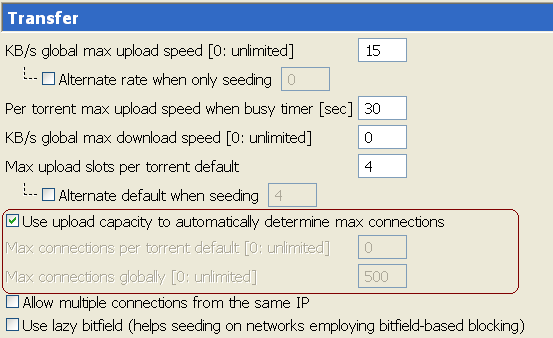 Transfer
KB/s global max upload speed [0: unlimited] 15
Alternate rate when only seeding 0
Per torrent max upload speed when busy timer [sec] 30
KB/s global max download speed [0: unlimited] 0
Max upload slots per torrent default 4
Alternate default when seeding 4
Use upload capacity to automatically determine max connections
Max connections per torrent default [0: unlimited] 0
Max connections globally [0: unlimited] 500
Allow multiple connections from the same IP
Use lazy bitfield (helps seeding on networks employing bitfield-based blocking)